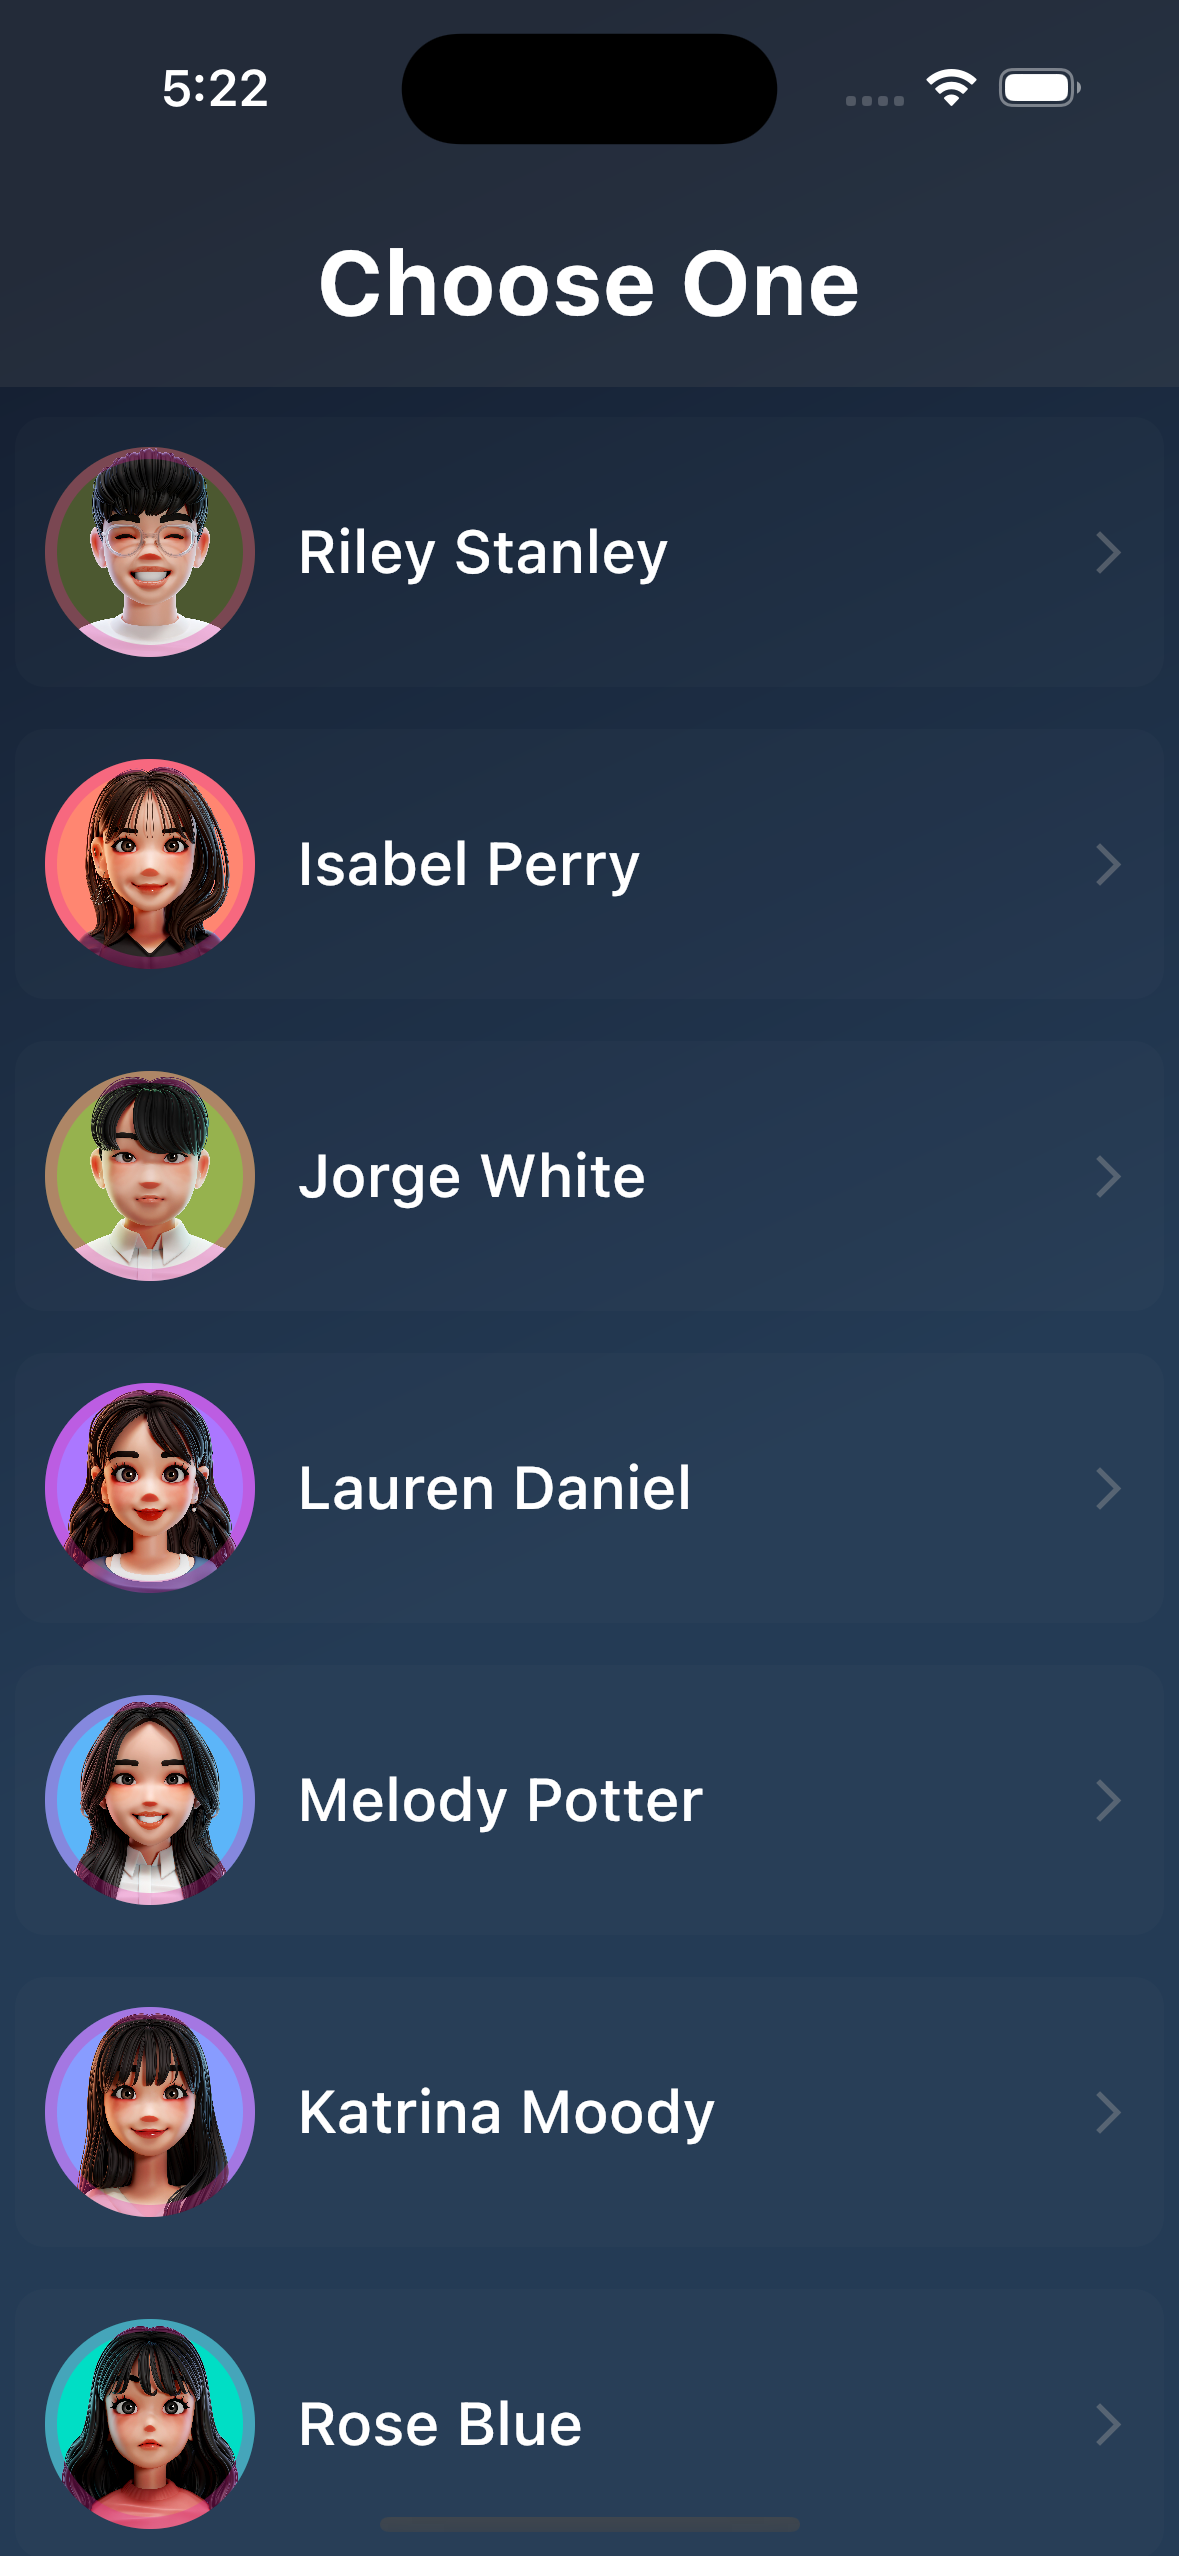 5:22
Choose One
Riley Stanley
Isabel Perry
Jorge White
Lauren Daniel
Melody Potter
Katrina Moody
Rose Blue